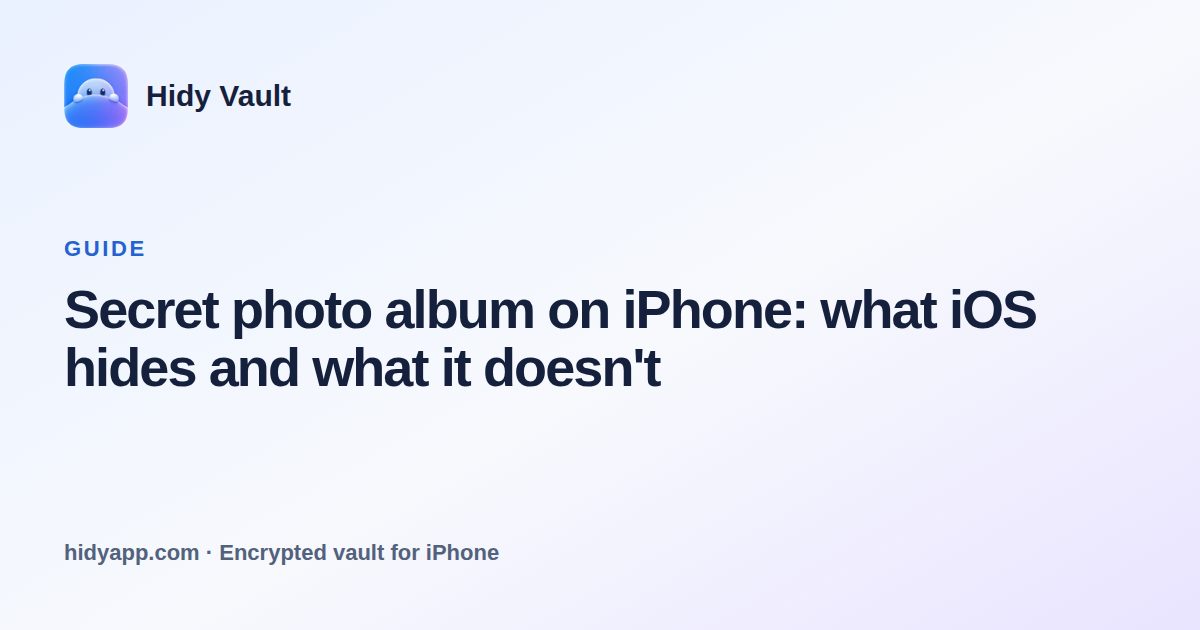 Hidy Vault
GUIDE
Secret photo album on iPhone: what iOS
hides and what it doesn't
hidyapp.com · Encrypted vault for iPhone